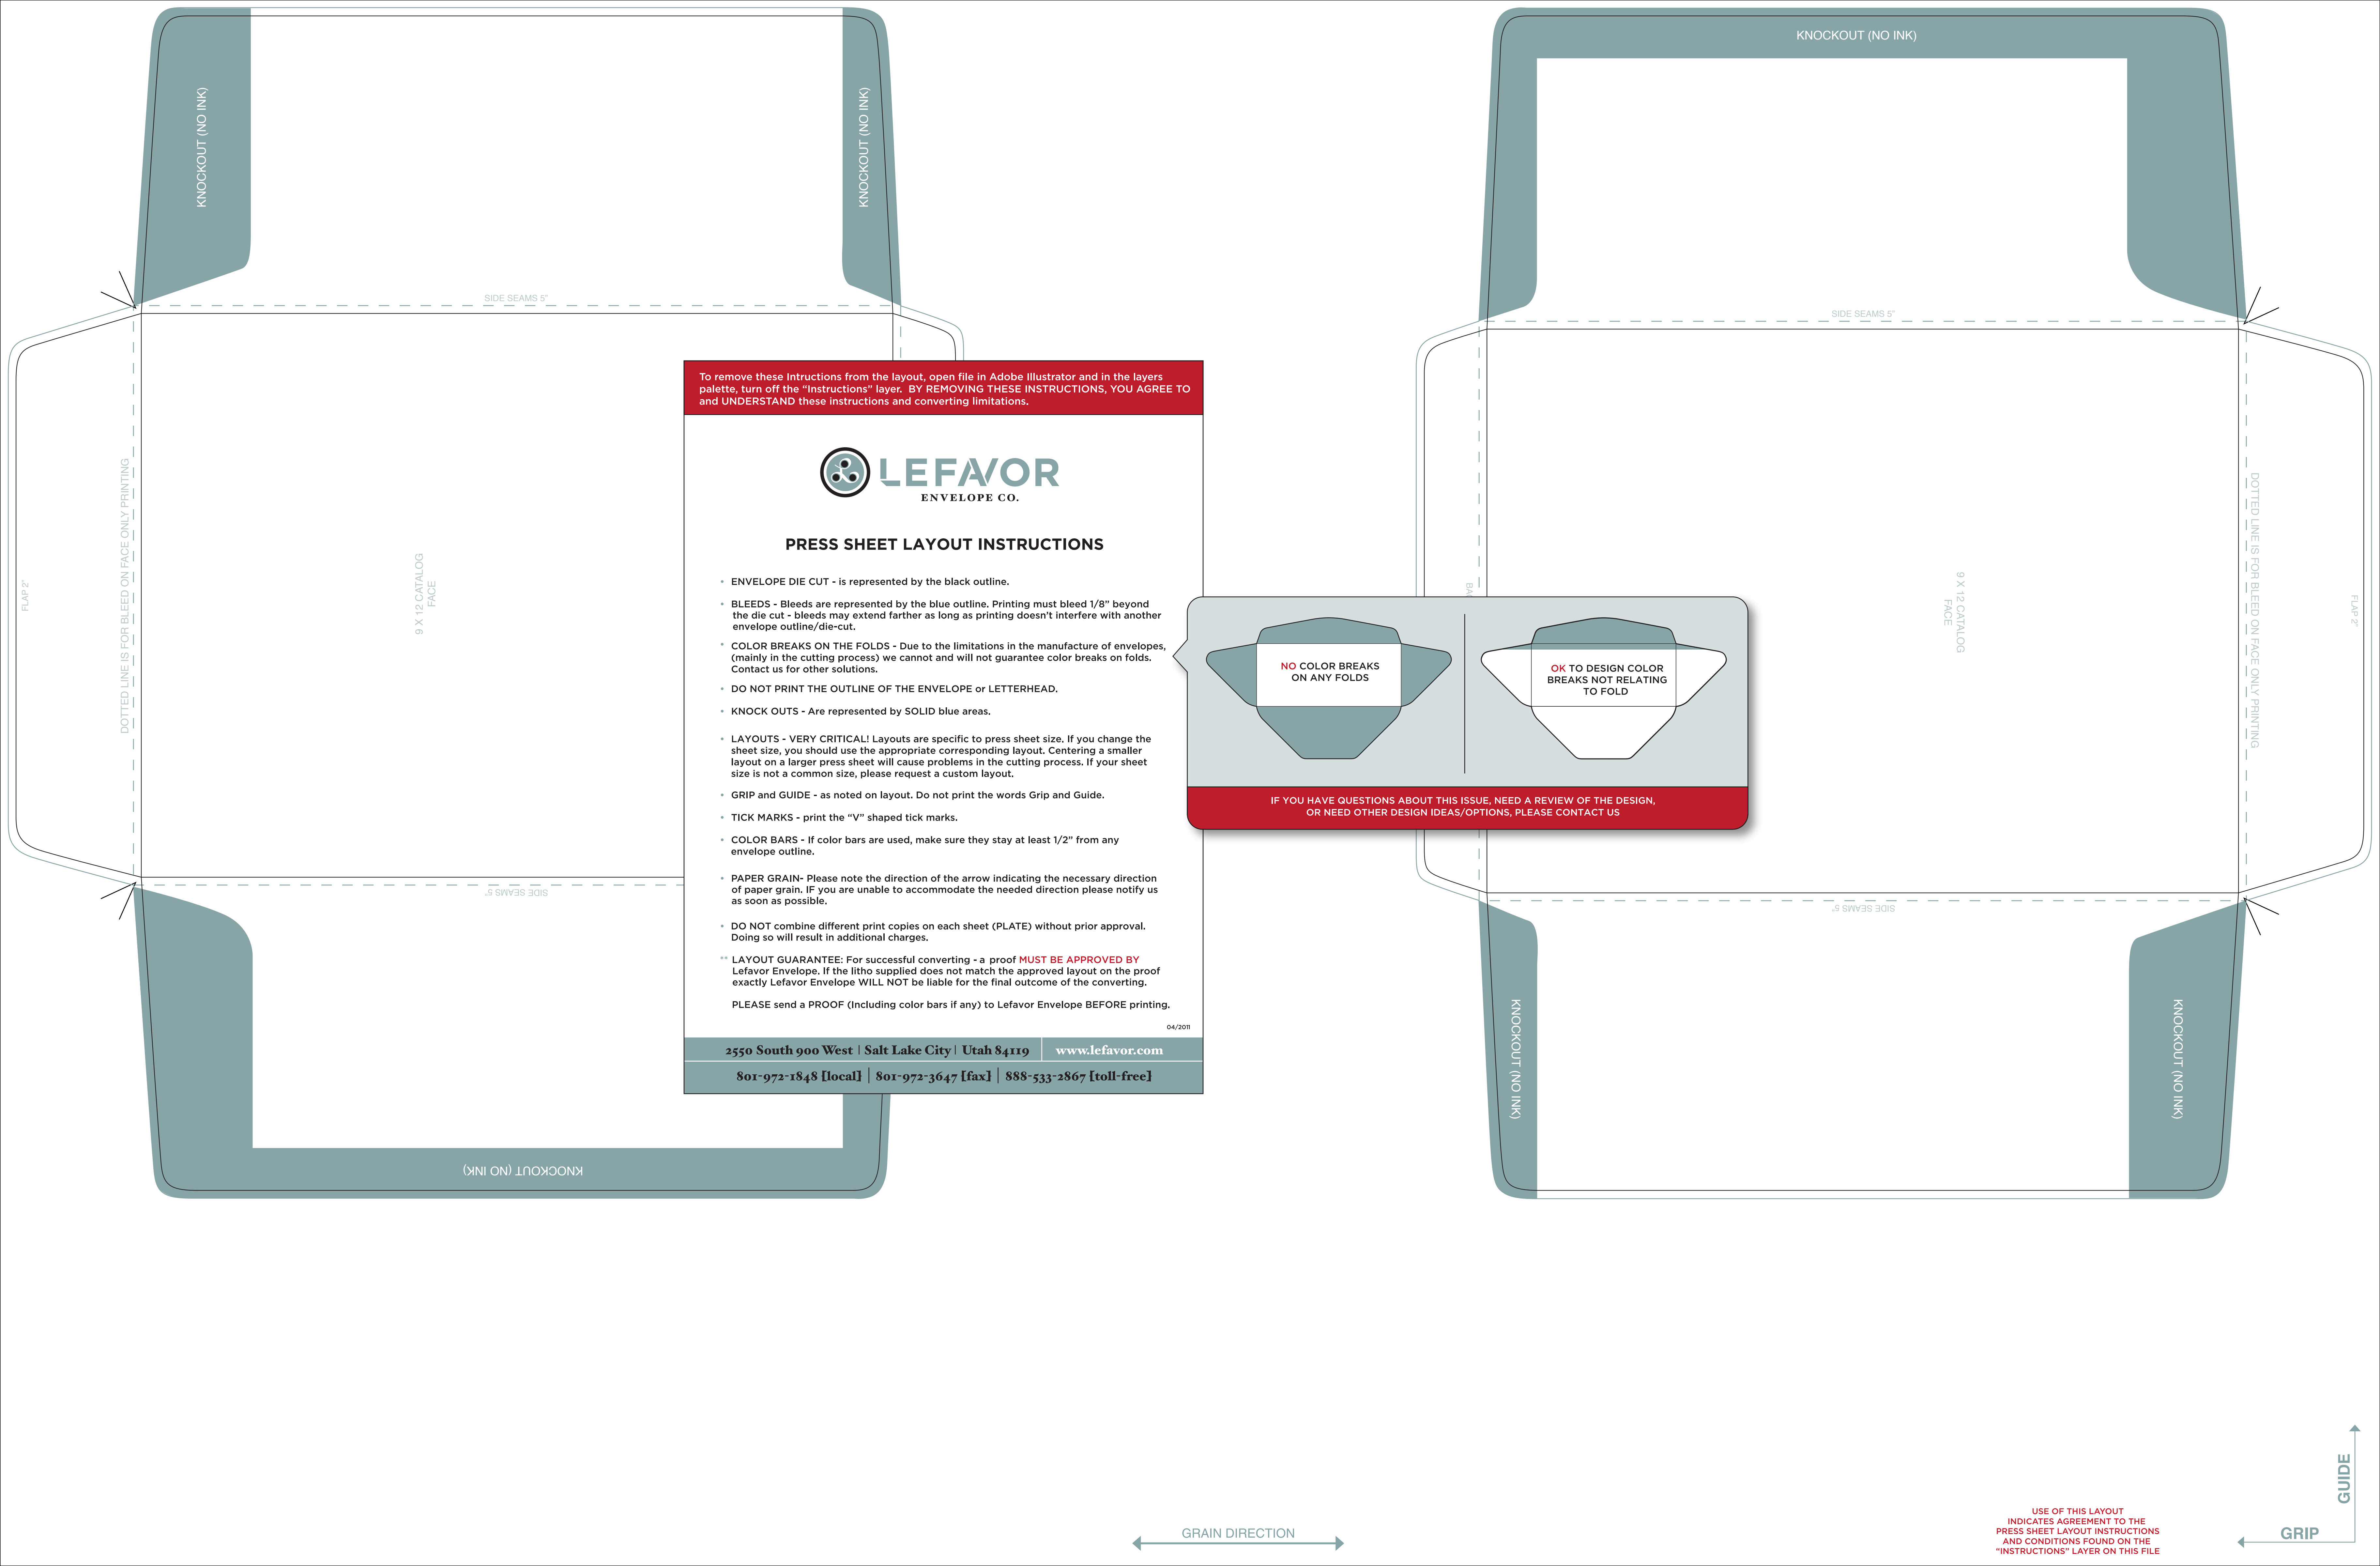 KNOCKOUT (NO INK)
KNOCKOUT (NO INK)
KNOCKOUT (NO INK)
SIDE SEAMS 5"
SIDE SEAMS 5"
FLAP 2"
DOTTED LINE IS FOR BLEED ON FACE ONLY PRINTING
9 X 12 CATALOG
FACE
To remove these Intructions from the layout, open file in Adobe Illustrator and in the layers
palette, turn off the “Instructions” layer. BY REMOVING THESE INSTRUCTIONS, YOU AGREE TO
and UNDERSTAND these instructions and converting limitations.
LEFAVOR
ENVELOPE CO.
PRESS SHEET LAYOUT INSTRUCTIONS
• ENVELOPE DIE CUT - is represented by the black outline.
• BLEEDS - Bleeds are represented by the blue outline. Printing must bleed 1/8” beyond
the die cut - bleeds may extend farther as long as printing doesn’t interfere with another
envelope outline/die-cut.
• COLOR BREAKS ON THE FOLDS - Due to the limitations in the manufacture of envelopes,
(mainly in the cutting process) we cannot and will not guarantee color breaks on folds.
Contact us for other solutions.
• DO NOT PRINT THE OUTLINE OF THE ENVELOPE or LETTERHEAD.
• KNOCK OUTS - Are represented by SOLID blue areas.
• LAYOUTS - VERY CRITICAL! Layouts are specific to press sheet size. If you change the
sheet size, you should use the appropriate corresponding layout. Centering a smaller
layout on a larger press sheet will cause problems in the cutting process. If your sheet
size is not a common size, please request a custom layout.
• GRIP and GUIDE - as noted on layout. Do not print the words Grip and Guide.
• TICK MARKS - print the “V” shaped tick marks.
• COLOR BARS - If color bars are used, make sure they stay at least 1/2” from any
envelope outline.
• PAPER GRAIN- Please note the direction of the arrow indicating the necessary direction
of paper grain. IF you are unable to accommodate the needed direction please notify us
as soon as possible.
• DO NOT combine different print copies on each sheet (PLATE) without prior approval.
Doing so will result in additional charges.
** LAYOUT GUARANTEE: For successful converting - a proof MUST BE APPROVED BY
Lefavor Envelope. If the litho supplied does not match the approved layout on the proof
exactly Lefavor Envelope WILL NOT be liable for the final outcome of the converting.
PLEASE send a PROOF (Including color bars if any) to Lefavor Envelope BEFORE printing.
04/2011
2550 South 900 West | Salt Lake City | Utah 84119 | www.lefavor.com
801-972-1848 [local] | 801-972-3647 [fax] | 888-533-2867 [toll-free]
KNOCKOUT (NO INK)
SIDE SEAMS 5"
NO COLOR BREAKS
ON ANY FOLDS
OK TO DESIGN COLOR
BREAKS NOT RELATING
TO FOLD
IF YOU HAVE QUESTIONS ABOUT THIS ISSUE, NEED A REVIEW OF THE DESIGN,
OR NEED OTHER DESIGN IDEAS/OPTIONS, PLEASE CONTACT US
9 X 12 CATALOG
FACE
DOTTED LINE IS FOR BLEED ON FACE ONLY PRINTING
FLAP 2"
SIDE SEAMS 5"
KNOCKOUT (NO INK)
KNOCKOUT (NO INK)
GRAIN DIRECTION
USE OF THIS LAYOUT
INDICATES AGREEMENT TO THE
PRESS SHEET LAYOUT INSTRUCTIONS
AND CONDITIONS FOUND ON THE
“INSTRUCTIONS” LAYER ON THIS FILE
GUIDE
GRIP